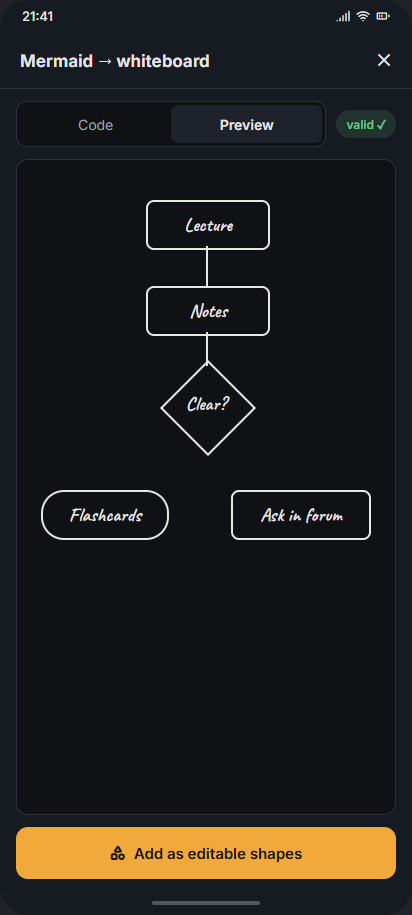 21:41
Mermaid → whiteboard
Code
Preview
valid ✓
Lecture
Notes
Clear?
Flashcards
Ask in forum
Add as editable shapes